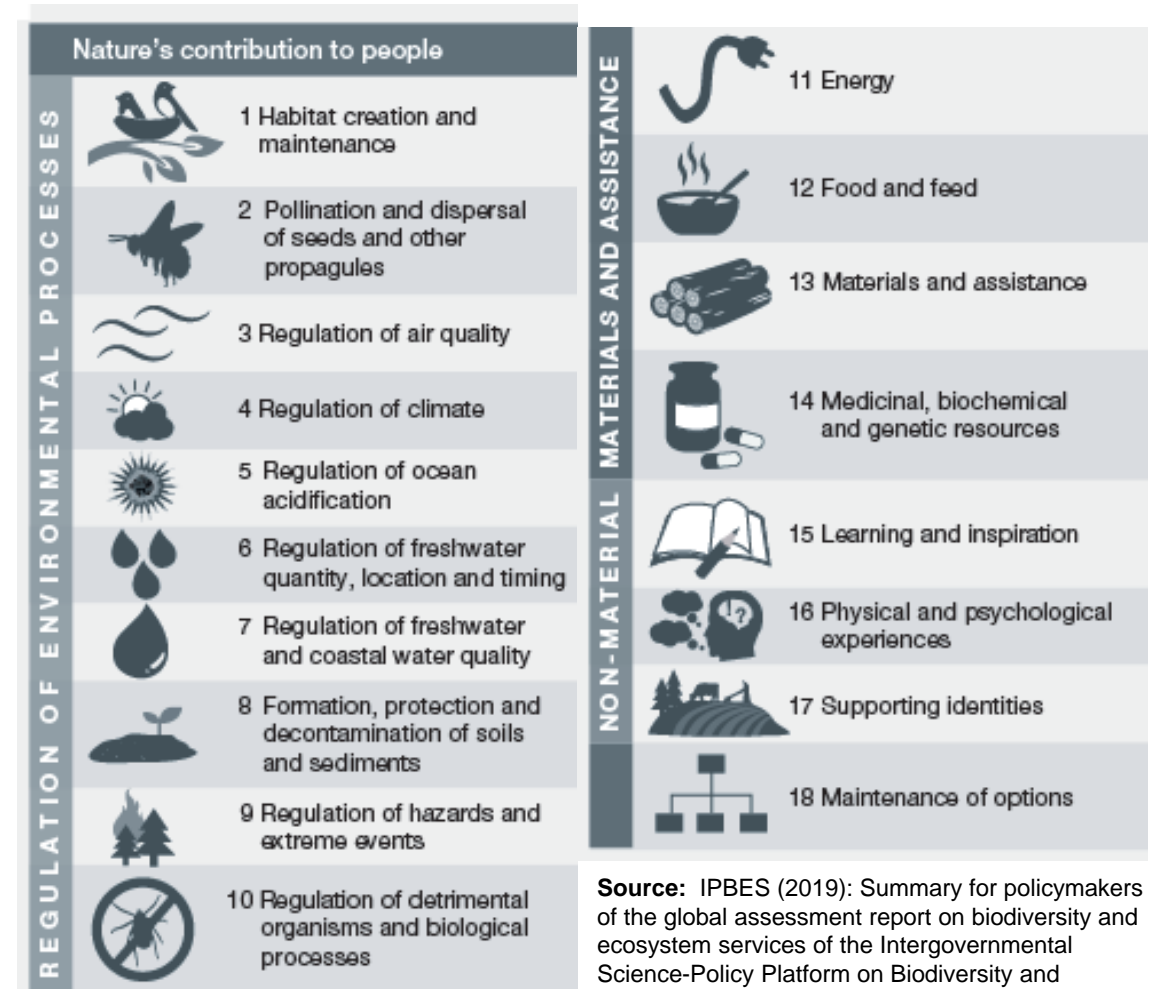 Nature's contribution to people
REGULATION OF ENVIRONMENTAL PROCESSES
1 Habitat creation and
maintenance
2 Pollination and dispersal
of seeds and other
propagules
3 Regulation of air quality
4 Regulation of climate
5 Regulation of ocean
acidification
6 Regulation of freshwater
quantity, location and timing
7 Regulation of freshwater
and coastal water quality
8 Formation, protection and
decontamination of soils
and sediments
9 Regulation of hazards and
extreme events
10 Regulation of detrimental
organisms and biological
processes
MATERIALS AND ASSISTANCE
11 Energy
12 Food and feed
13 Materials and assistance
14 Medicinal, biochemical
and genetic resources
NON-MATERIAL
15 Learning and inspiration
16 Physical and psychological
experiences
!?
17 Supporting identities
18 Maintenance of options
Source: IPBES (2019): Summary for policymakers
of the global assessment report on biodiversity and
ecosystem services of the Intergovernmental
Science-Policy Platform on Biodiversity and